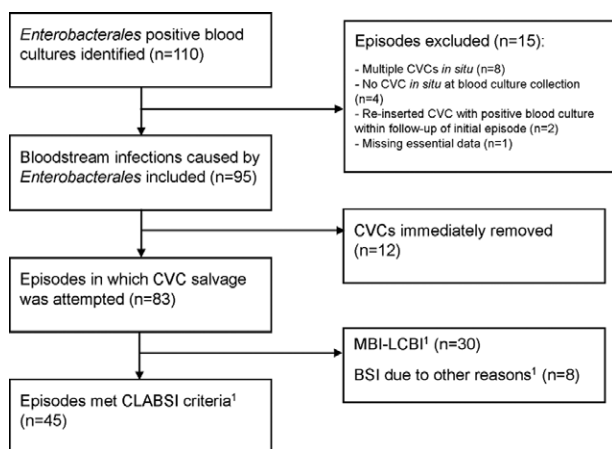 Enterobacterales positive blood
cultures identified (n=110)
Episodes excluded (n=15):
- Multiple CVCs in situ (n=8)
- No CVC in situ at blood culture collection
(n=4)
- Re-inserted CVC with positive blood culture
within follow-up of initial episode (n=2)
- Missing essential data (n=1)
Bloodstream infections caused by
Enterobacterales included (n=95)
CVCs immediately removed
(n=12)
Episodes in which CVC salvage
was attempted (n=83)
MBI-LCBI¹ (n=30)
BSI due to other reasons¹ (n=8)
Episodes met CLABSI criteria¹
(n=45)